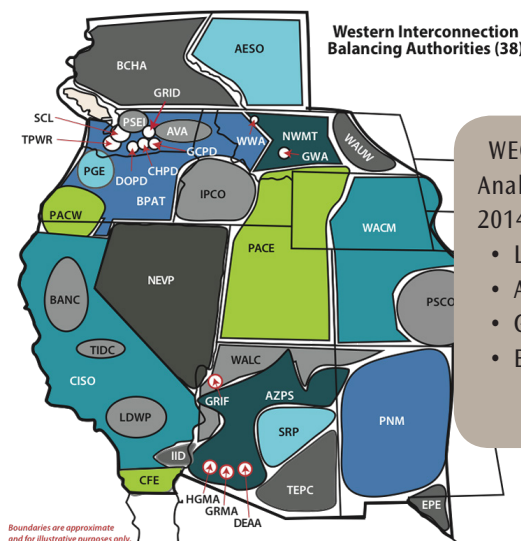 Western Interconnection
Balancing Authorities (38)
AESO
BCHA
GRID
SCL
PSEI
TPWR
AVA
WWA
NWMT
WAUW
GWA
GCPD
CHPD
DOPD
PGE
BPAT
IPCO
PACW
PACE
WACM
NEVP
BANC
PSCO
TIDC
CISO
WALC
GRIF
AZPS
LDWP
SRP
PNM
IID
CFE
TEPC
HGMA
GRMA
DEAA
EPE
Boundaries are approximate
and for illustrative purposes only.
Anal
2014
• L
• A
•
• E